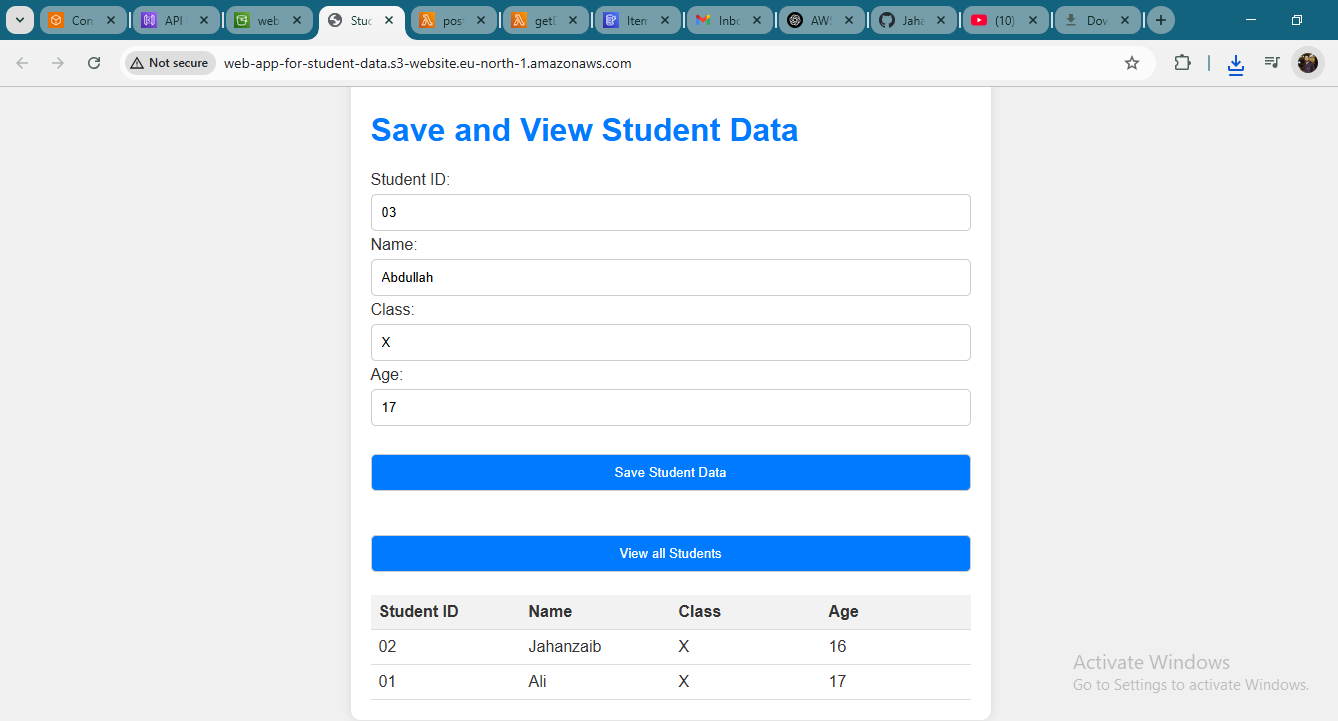 Con
API
web
Stuc
pos
getD
Item
Inbo
AWS
Jaha
(10)
Dow
Not secure
web-app-for-student-data.s3-website.eu-north-1.amazonaws.com
Save and View Student Data
Student ID:
03
Name:
Abdullah
Class:
X
Age:
17
Save Student Data
View all Students
Student ID Name Class Age
02 Jahanzaib X 16
01 Ali X 17
Activate Windows
Go to Settings to activate Windows.